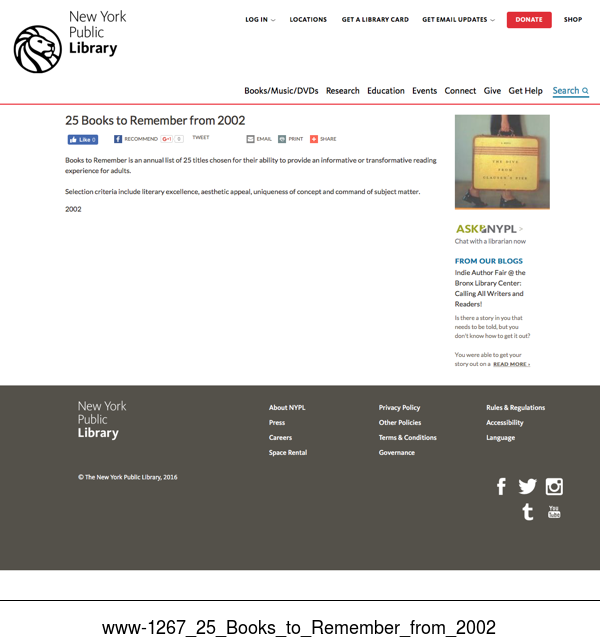 New York
Public
Library
LOG IN
LOCATIONS
GET A LIBRARY CARD
GET EMAIL UPDATES
DONATE
SHOP
Books/Music/DVDs Research Education Events Connect Give Get Help Search
25 Books to Remember from 2002
Like 0
RECOMMEND
G+1 0
TWEET
EMAIL
PRINT
SHARE
Books to Remember is an annual list of 25 titles chosen for their ability to provide an informative or transformative reading
experience for adults.
Selection criteria include literary excellence, aesthetic appeal, uniqueness of concept and command of subject matter.
2002
THE DIVE
FROM
CLAUSEN'S PIER
ASK NYPL >
Chat with a librarian now
FROM OUR BLOGS
Indie Author Fair @ the
Bronx Library Center:
Calling All Writers and
Readers!
Is there a story in you that
needs to be told, but you
don't know how to get it out?
You were able to get your
story out on a READ MORE ›
New York
Public
Library
About NYPL
Press
Careers
Space Rental
Privacy Policy
Other Policies
Terms & Conditions
Governance
Rules & Regulations
Accessibility
Language
© The New York Public Library, 2016
You
Tube
www-1267_25_Books_to_Remember_from_2002